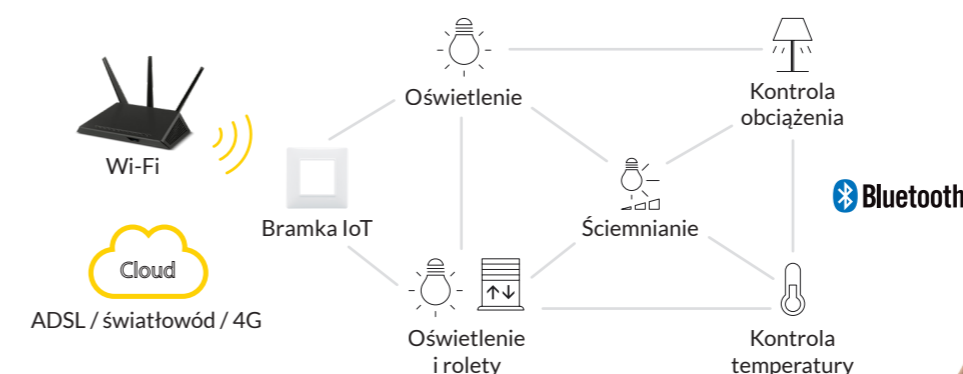 Wi-Fi
Cloud
ADSL / światłowód / 4G
Bramka IoT
Oświetlenie
Oświetlenie
i rolety
Ściemnianie
Kontrola
obciążenia
Kontrola
temperatury
Bluetooth